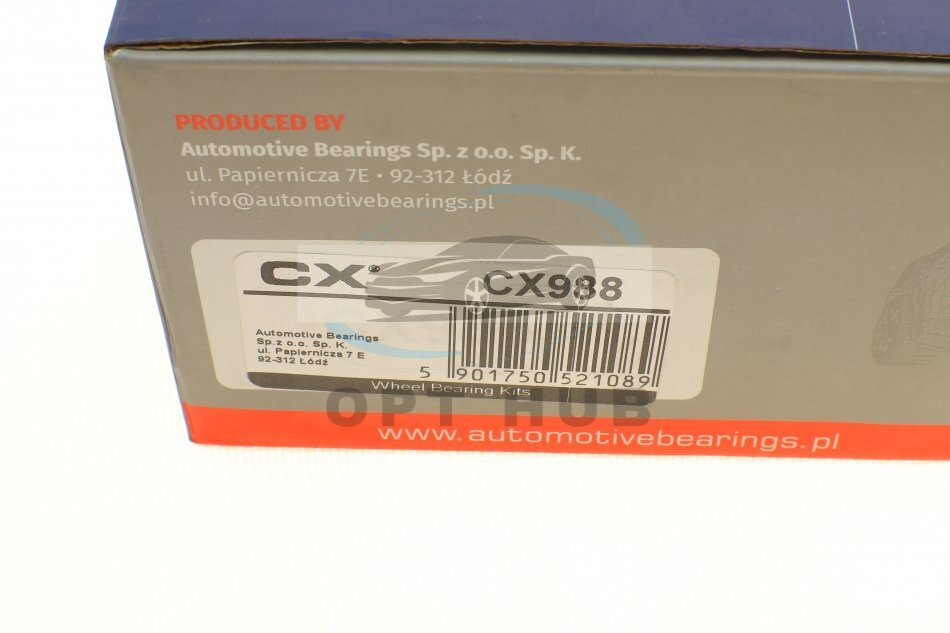 PRODUCED BY
Automotive Bearings Sp. z o.o. Sp. K.
ul. Papiernicza 7E • 92-312 Łódź
info@automotivebearings.pl
CX®
CX988
Automotive Bearings
Sp.z o.o. Sp. K.
ul. Papiernicza 7 E
92-312 Łódź
5 901750 521089
Wheel Bearing Kits
OPT HUB
www.automotivebearings.pl